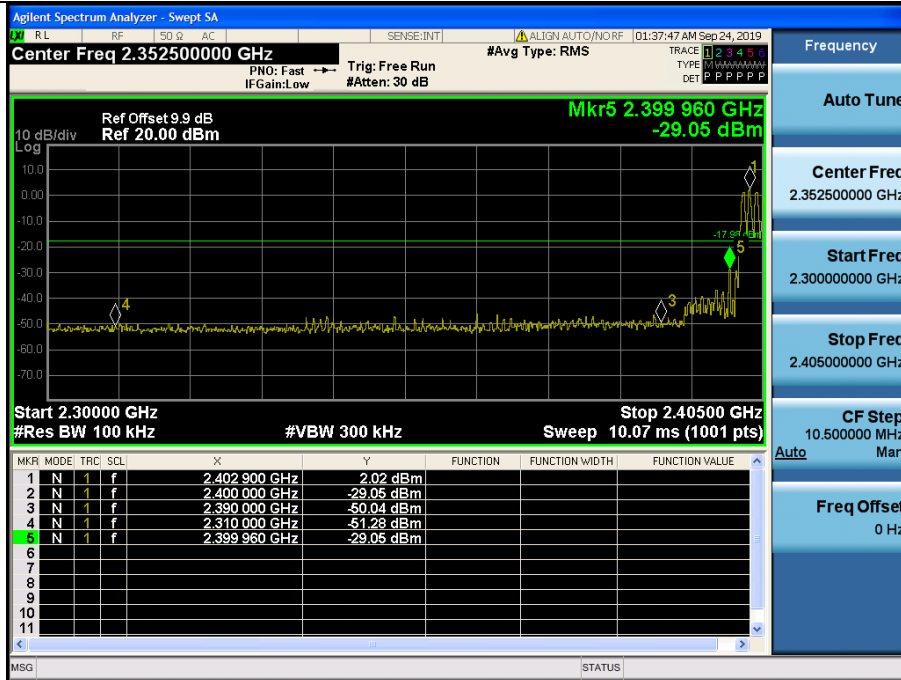 Agilent Spectrum Analyzer - Swept SA
LXI RL RF 50 Ω AC SENSE:INT ALIGN AUTO/NO RF 01:37:47 AM Sep 24, 2019
Center Freq 2.352500000 GHz #Avg Type: RMS TRACE 1 2 3 4 5 6
PNO: Fast Trig: Free Run TYPE M WWWWW
IFGain:Low #Atten: 30 dB DET P P P P P P
Mkr5 2.399 960 GHz
-29.05 dBm
Ref Offset 9.9 dB
10 dB/div Ref 20.00 dBm
Log
10.0
0.00
-10.0
-20.0
-30.0
-40.0
-50.0
-60.0
-70.0
1
5
3
4
Start 2.30000 GHz Stop 2.40500 GHz
#Res BW 100 kHz #VBW 300 kHz Sweep 10.07 ms (1001 pts)
MKR MODE TRC SCL X Y FUNCTION FUNCTION WIDTH FUNCTION VALUE
1 N 1 f 2.402 900 GHz 2.02 dBm
2 N 1 f 2.400 000 GHz -29.05 dBm
3 N 1 f 2.390 000 GHz -50.04 dBm
4 N 1 f 2.310 000 GHz -51.28 dBm
5 N 1 f 2.399 960 GHz -29.05 dBm
6
7
8
9
10
11
MSG STATUS
Frequency
Auto Tune
Center Freq
2.352500000 GHz
Start Freq
2.300000000 GHz
Stop Freq
2.405000000 GHz
CF Step
10.500000 MHz
Auto Man
Freq Offset
0 Hz